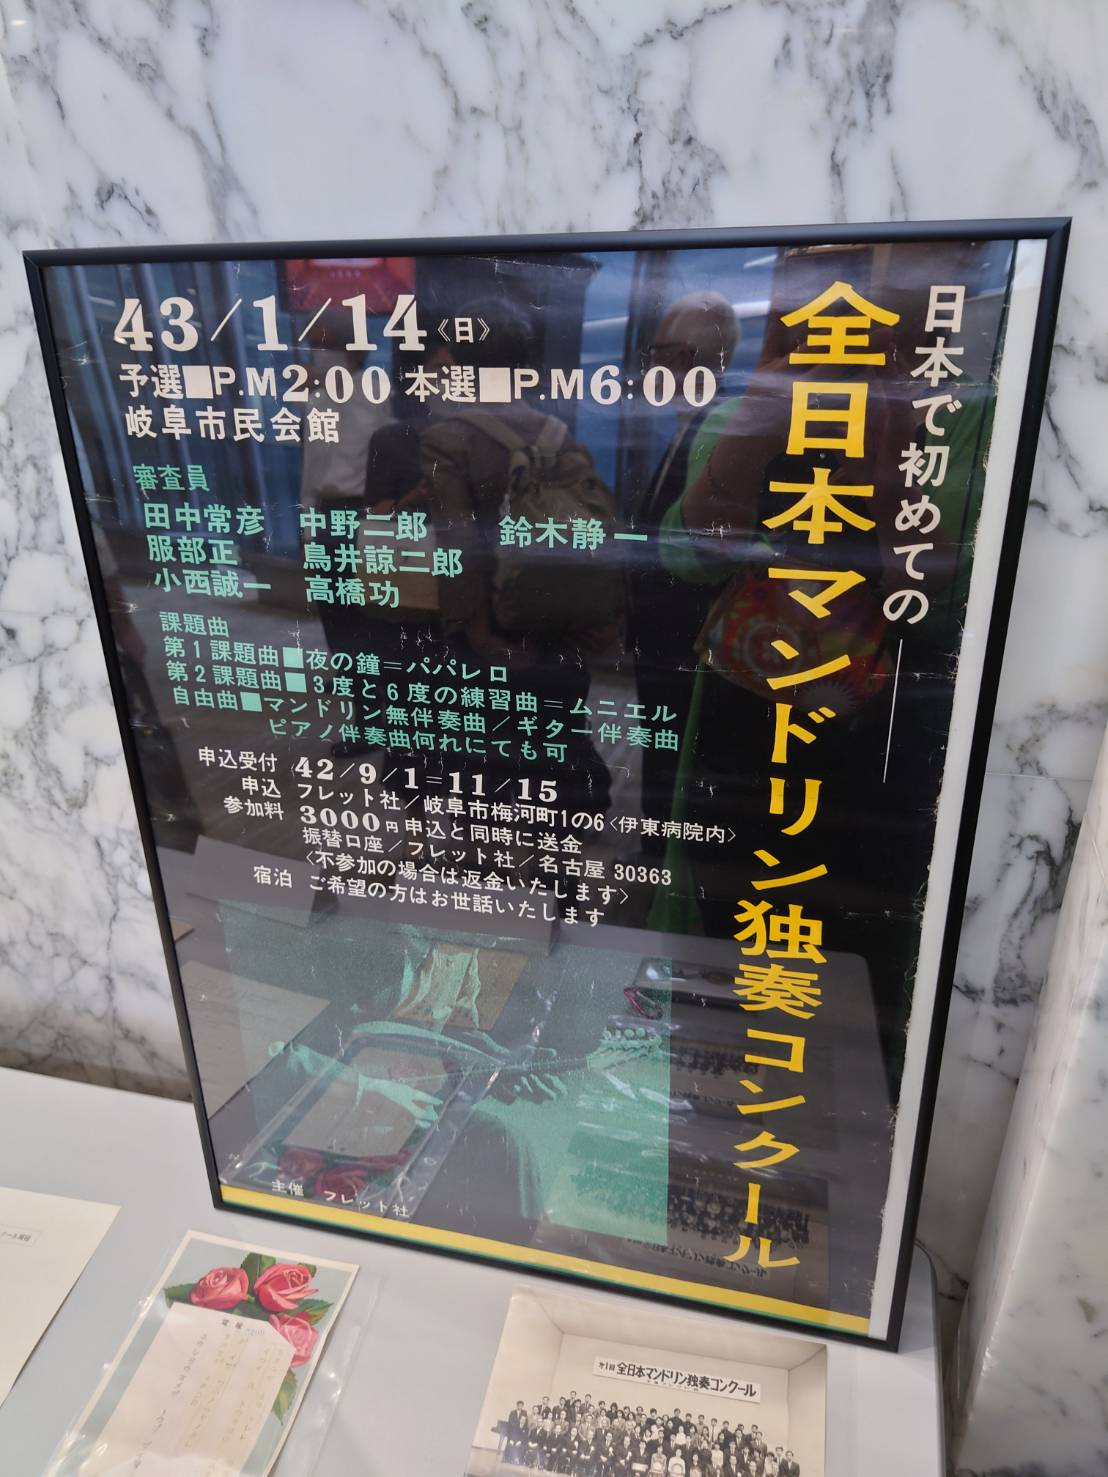 日本で初めての
全日本マンドリン独奏コンクール
43/1/14《日》
予選■P.M2:00 本選■P.M6:00
岐阜市民会館
審査員
田中常彦 中野二郎 鈴木静一
服部正 鳥井諒二郎
小西誠一 高橋功
課題曲
第1課題曲■夜の鐘=パパレロ
第2課題曲■3度と6度の練習曲=ムニエル
自由曲■マンドリン無伴奏曲/ギター伴奏曲
ピアノ伴奏曲何れにても可
申込受付 42/9/1=11/15
申込 フレット社/岐阜市梅河町1の6〈伊東病院内〉
参加料 3000円申込と同時に送金
振替口座/フレット社/名古屋 30363
〈不参加の場合は返金いたします〉
宿泊 ご希望の方はお世話いたします
主催 フレット社
第1回 全日本マンドリン独奏コンクール